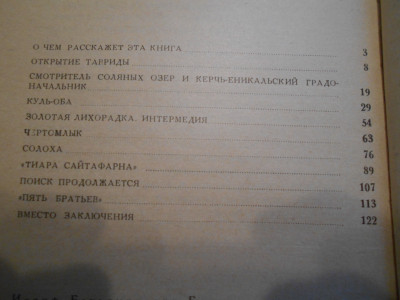 О ЧЕМ РАССКАЖЕТ ЭТА КНИГА 3
ОТКРЫТИЕ ТАВРИДЫ 8
СМОТРИТЕЛЬ СОЛЯНЫХ ОЗЕР И КЕРЧЬ-ЕНИКАЛЬСКИЙ ГРАДО-
НАЧАЛЬНИК 19
КУЛЬ-ОБА 29
ЗОЛОТАЯ ЛИХОРАДКА. ИНТЕРМЕДИЯ 54
ЧЕРТОМЛЫК 63
СОЛОХА 76
«ТИАРА САЙТАФАРНА» 89
ПОИСК ПРОДОЛЖАЕТСЯ 107
«ПЯТЬ БРАТЬЕВ» 113
ВМЕСТО ЗАКЛЮЧЕНИЯ 122